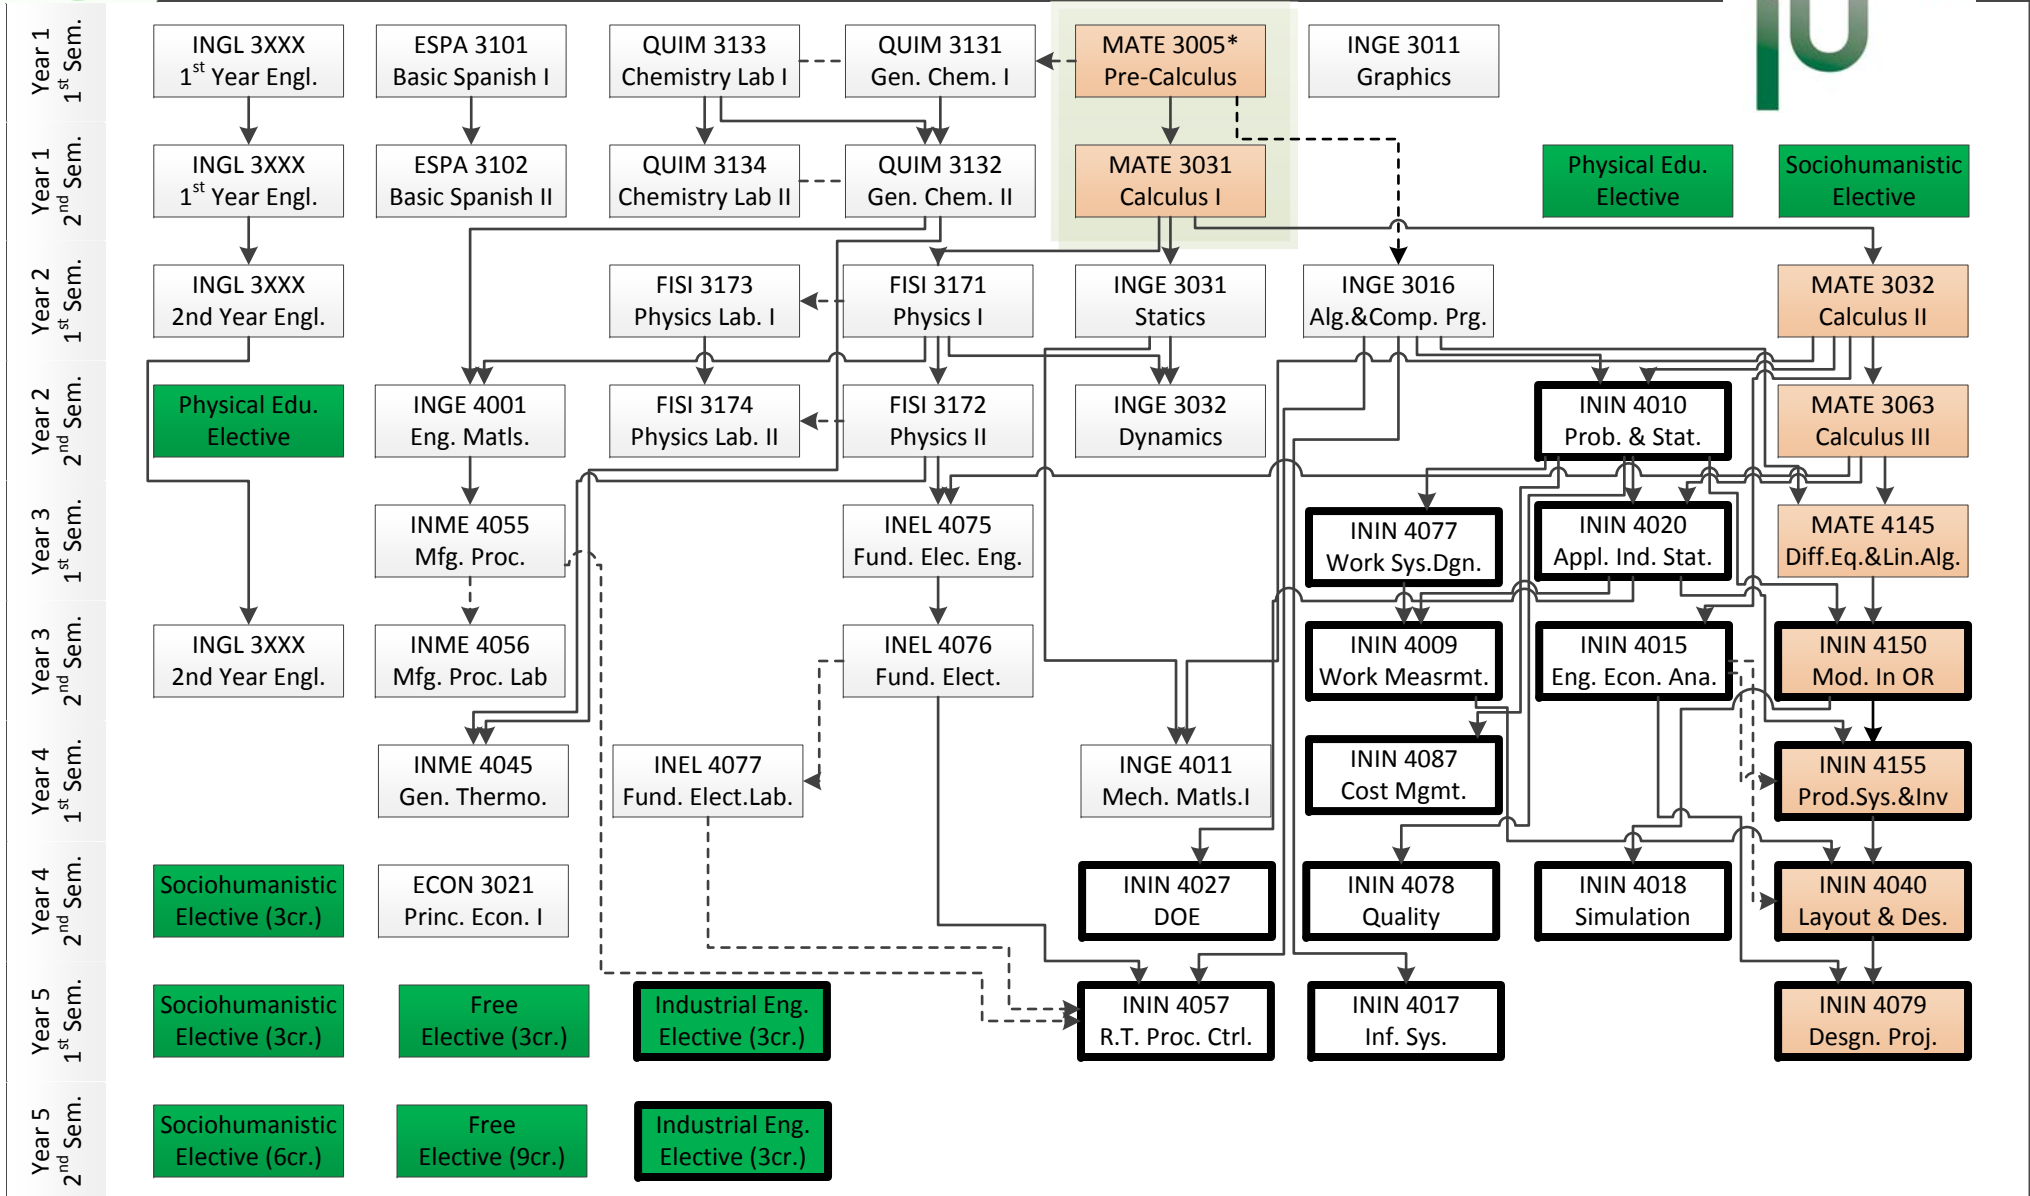 Year 1
1st Sem.
INGL 3XXX
1st Year Engl.
ESPA 3101
Basic Spanish I
QUIM 3133
Chemistry Lab I
QUIM 3131
Gen. Chem. I
MATE 3005*
Pre-Calculus
INGE 3011
Graphics
Year 1
2nd Sem.
INGL 3XXX
1st Year Engl.
ESPA 3102
Basic Spanish II
QUIM 3134
Chemistry Lab II
QUIM 3132
Gen. Chem. II
MATE 3031
Calculus I
Physical Edu.
Elective
Sociohumanistic
Elective
Year 2
1st Sem.
INGL 3XXX
2nd Year Engl.
FISI 3173
Physics Lab. I
FISI 3171
Physics I
INGE 3031
Statics
INGE 3016
Alg.&Comp. Prg.
MATE 3032
Calculus II
Year 2
2nd Sem.
Physical Edu.
Elective
INGE 4001
Eng. Matls.
FISI 3174
Physics Lab. II
FISI 3172
Physics II
INGE 3032
Dynamics
ININ 4010
Prob. & Stat.
MATE 3063
Calculus III
Year 3
1st Sem.
INME 4055
Mfg. Proc.
INEL 4075
Fund. Elec. Eng.
ININ 4077
Work Sys.Dgn.
ININ 4020
Appl. Ind. Stat.
MATE 4145
Diff.Eq.&Lin.Alg.
Year 3
2nd Sem.
INGL 3XXX
2nd Year Engl.
INME 4056
Mfg. Proc. Lab
INEL 4076
Fund. Elect.
ININ 4009
Work Measrmt.
ININ 4015
Eng. Econ. Ana.
ININ 4150
Mod. In OR
Year 4
1st Sem.
INME 4045
Gen. Thermo.
INEL 4077
Fund. Elect.Lab.
INGE 4011
Mech. Matls.I
ININ 4087
Cost Mgmt.
ININ 4155
Prod.Sys.&Inv
Year 4
2nd Sem.
Sociohumanistic
Elective (3cr.)
ECON 3021
Princ. Econ. I
ININ 4027
DOE
ININ 4078
Quality
ININ 4018
Simulation
ININ 4040
Layout & Des.
Year 5
1st Sem.
Sociohumanistic
Elective (3cr.)
Free
Elective (3cr.)
Industrial Eng.
Elective (3cr.)
ININ 4057
R.T. Proc. Ctrl.
ININ 4017
Inf. Sys.
ININ 4079
Desgn. Proj.
Year 5
2nd Sem.
Sociohumanistic
Elective (6cr.)
Free
Elective (9cr.)
Industrial Eng.
Elective (3cr.)